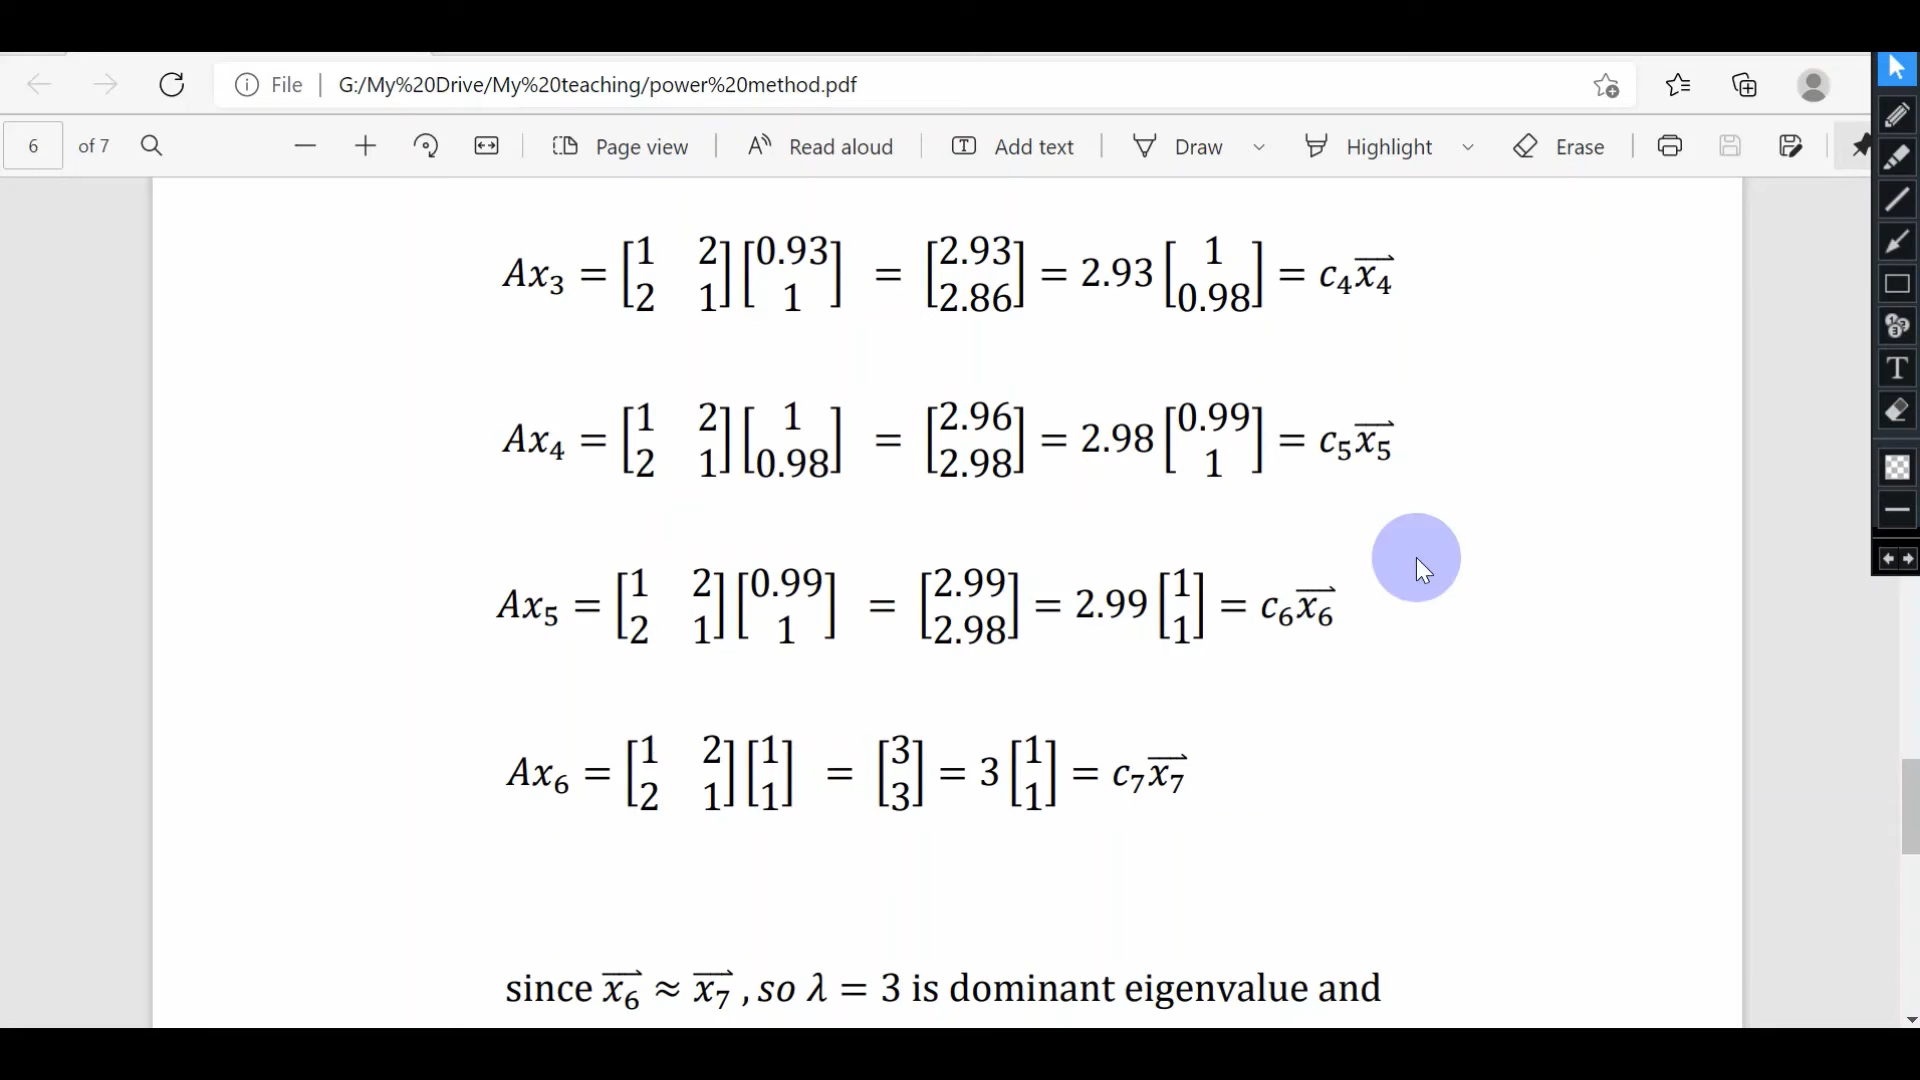 File | G:/My%20Drive/My%20teaching/power%20method.pdf
6 of 7 Page view Read aloud Add text Draw Highlight Erase
Ax₃ = [1 2; 2 1] [0.93; 1] = [2.93; 2.86] = 2.93 [1; 0.98] = c₄x₄⃗
Ax₄ = [1 2; 2 1] [1; 0.98] = [2.96; 2.98] = 2.98 [0.99; 1] = c₅x₅⃗
Ax₅ = [1 2; 2 1] [0.99; 1] = [2.99; 2.98] = 2.99 [1; 1] = c₆x₆⃗
Ax₆ = [1 2; 2 1] [1; 1] = [3; 3] = 3 [1; 1] = c₇x₇⃗
since x₆⃗ ≈ x₇⃗ , so λ = 3 is dominant eigenvalue and